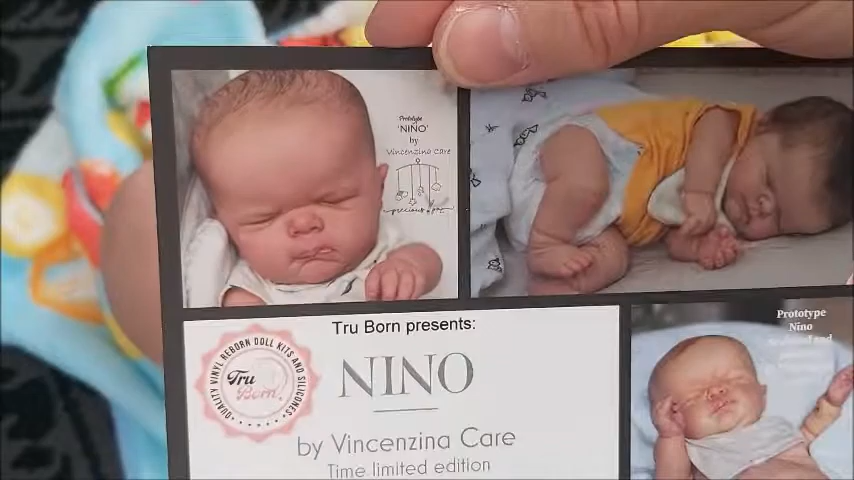 Prototype
'NINO'
by
Vincenzina Care
Prototype
Nino
Tru Born presents:
QUALITY VINYL REBORN DOLL KITS AND SILICONES
Tru
Born
NINO
by Vincenzina Care
Time limited edition